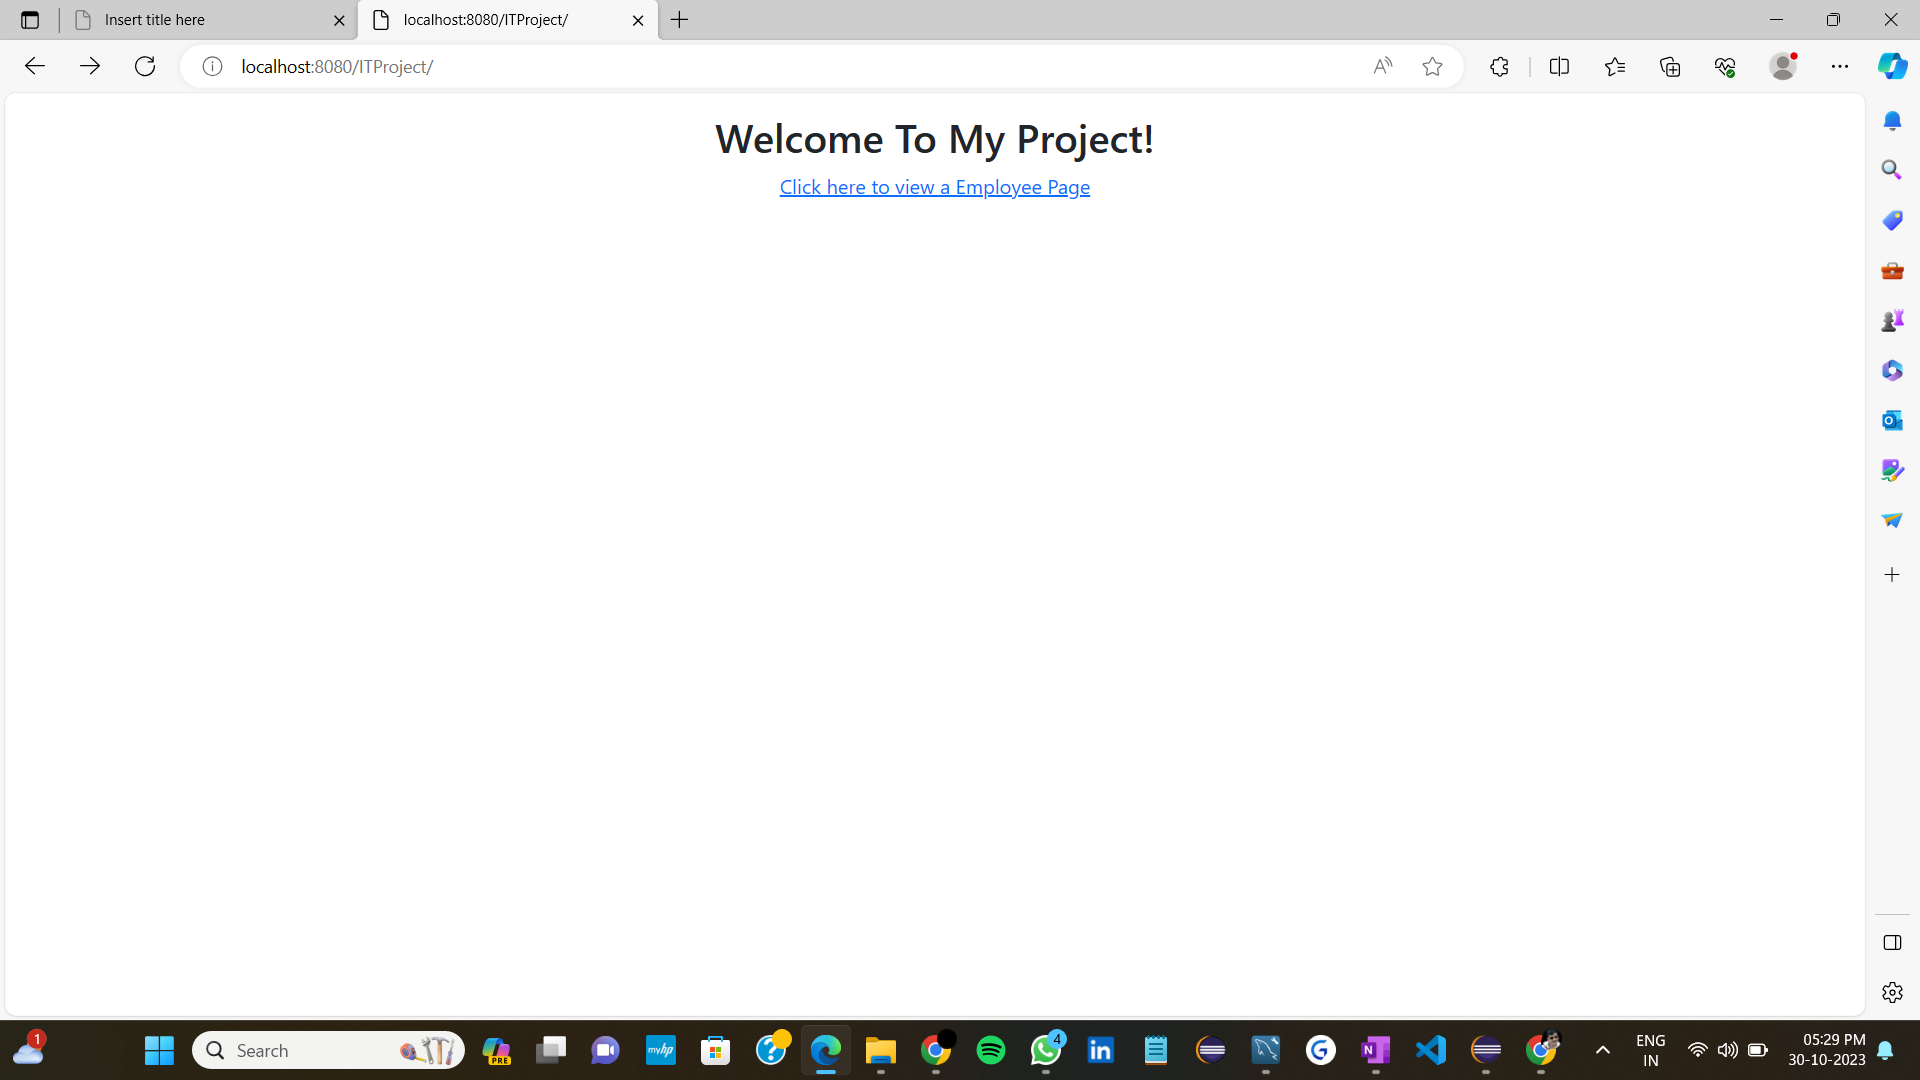 Insert title here
localhost:8080/ITProject/
localhost:8080/ITProject/
Welcome To My Project!
Click here to view a Employee Page
1
Search
PRE
myhp
4
ENG
IN
05:29 PM
30-10-2023